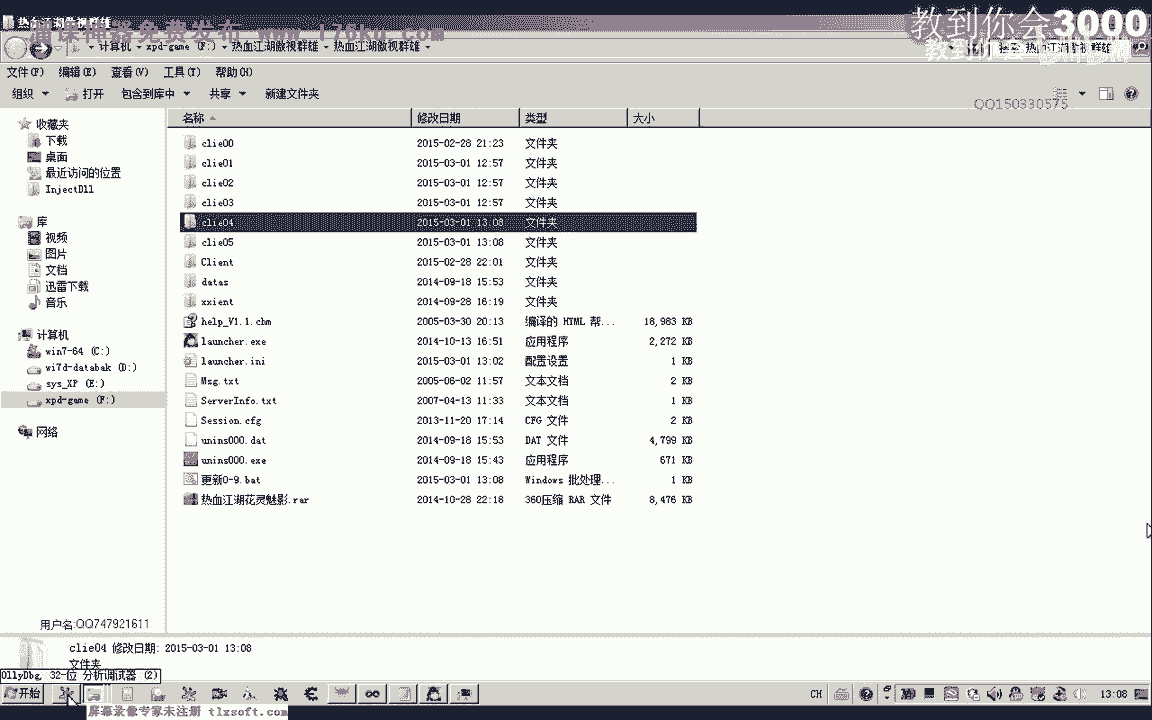 热血江湖傲视群雄
教到你会3000
计算机 xpd-game (F:) 热血江湖傲視群雄 热血江湖傲視群雄
文件(F) 编辑(E) 查看(V) 工具(T) 帮助(H)
组织 打开 包含到库中 共享 新建文件夹
QQ150330575
收藏夹
下载
桌面
最近访问的位置
InjectDll
库
视频
图片
文档
迅雷下载
音乐
计算机
win7-64 (C:)
wi7d-databak (D:)
sys_XP (E:)
xpd-game (F:)
网络
名称 修改日期 类型 大小
clie00 2015-02-28 21:23 文件夹
clie01 2015-03-01 12:57 文件夹
clie02 2015-03-01 12:57 文件夹
clie03 2015-03-01 12:57 文件夹
clie04 2015-03-01 13:08 文件夹
clie05 2015-03-01 13:08 文件夹
Client 2015-02-28 22:01 文件夹
datas 2014-09-18 15:53 文件夹
xxient 2014-09-28 16:19 文件夹
help_V1.1.chm 2005-03-30 20:13 编译的 HTML 帮... 18,983 KB
launcher.exe 2014-10-13 16:51 应用程序 2,272 KB
launcher.ini 2015-03-01 13:02 配置设置 1 KB
Msg.txt 2005-06-02 11:57 文本文档 2 KB
ServerInfo.txt 2007-04-13 11:33 文本文档 1 KB
Session.cfg 2013-11-20 17:14 CFG 文件 2 KB
unins000.dat 2014-09-18 15:53 DAT 文件 4,799 KB
unins000.exe 2014-09-18 15:43 应用程序 671 KB
更新0-9.bat 2015-03-01 13:08 Windows 批处理... 1 KB
热血江湖花灵魅影.rar 2014-10-28 22:18 360压缩 RAR 文件 8,476 KB
用户名:QQ747921611
clie04 修改日期: 2015-03-01 13:08
文件夹
OllyDbg, 32-位 分析调试器 (2)
开始 CH 13:08
屏幕录像专家未注册 tlxsoft.com